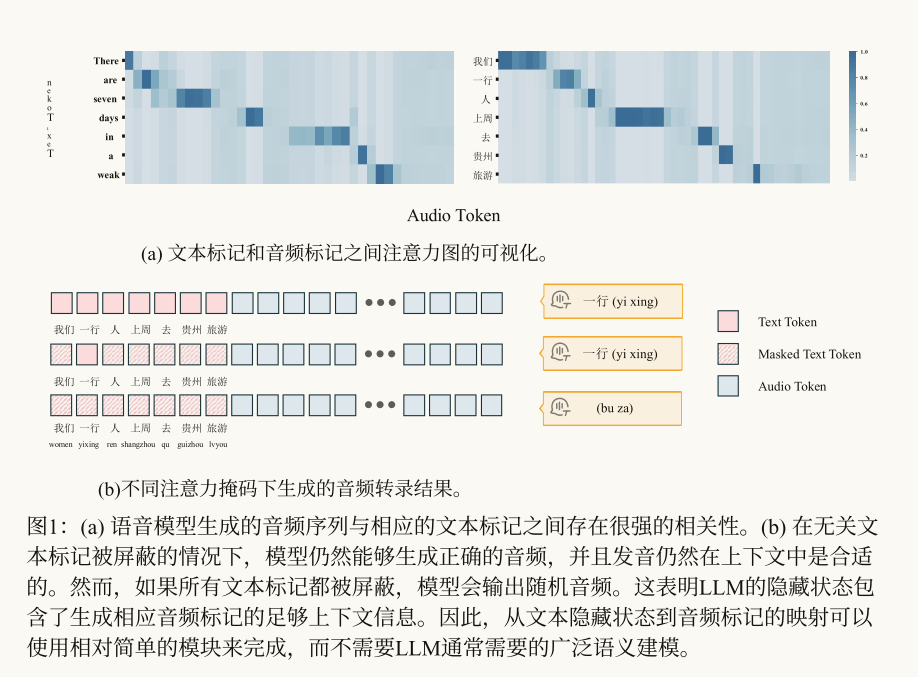 There
are
seven
days
in
a
weak
nekoT txeT
我们
一行
人
上周
去
贵州
旅游
1.0
0.8
0.6
0.4
0.2
Audio Token
(a) 文本标记和音频标记之间注意力图的可视化。
我们 一行 人 上周 去 贵州 旅游
一行 (yi xing)
我们 一行 人 上周 去 贵州 旅游
一行 (yi xing)
我们 一行 人 上周 去 贵州 旅游
women yixing ren shangzhou qu guizhou lvyou
(bu za)
Text Token
Masked Text Token
Audio Token
(b)不同注意力掩码下生成的音频转录结果。
图1：(a) 语音模型生成的音频序列与相应的文本标记之间存在很强的相关性。(b) 在无关文
本标记被屏蔽的情况下，模型仍然能够生成正确的音频，并且发音仍然在上下文中是合适
的。然而，如果所有文本标记都被屏蔽，模型会输出随机音频。这表明LLM的隐藏状态包
含了生成相应音频标记的足够上下文信息。因此，从文本隐藏状态到音频标记的映射可以
使用相对简单的模块来完成，而不需要LLM通常需要的广泛语义建模。